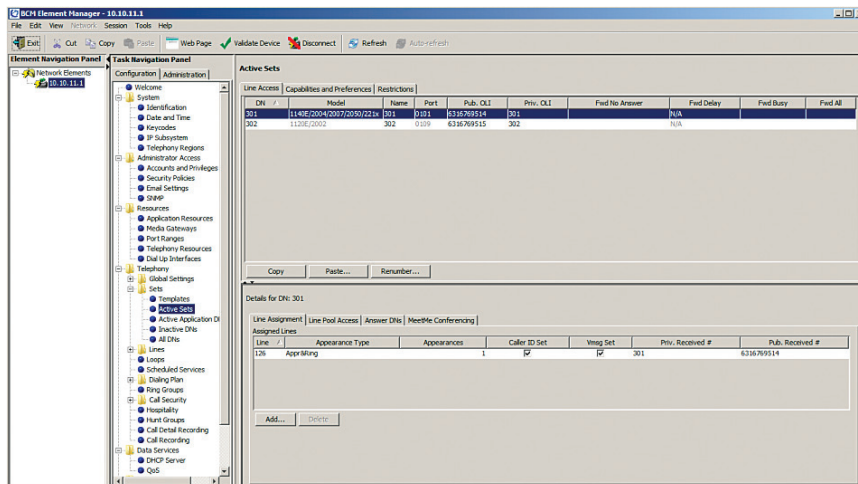 BCM Element Manager - 10.10.11.1
File Edit View Network Session Tools Help
Exit Cut Copy Paste Web Page Validate Device Disconnect Refresh Auto-refresh
Element Navigation Panel
Network Elements
10.10.11.1
Task Navigation Panel
Configuration Administration
Welcome
System
Identification
Date and Time
Keycodes
IP Subsystem
Telephony Regions
Administrator Access
Accounts and Privileges
Security Policies
Email Settings
SNMP
Resources
Application Resources
Media Gateways
Port Ranges
Telephony Resources
Dial Up Interfaces
Telephony
Global Settings
Sets
Templates
Active Sets
Active Application D
Inactive DNs
All DNs
Lines
Loops
Scheduled Services
Dialing Plan
Ring Groups
Call Security
Hospitality
Hunt Groups
Call Detail Recording
Call Recording
Data Services
DHCP Server
QoS
Active Sets
Line Access Capabilities and Preferences Restrictions
DN Model Name Port Pub. OLI Priv. OLI Fwd No Answer Fwd Delay Fwd Busy Fwd All
301 1140E/2004/2007/2050/221x 301 0101 6316769514 301 N/A
302 1120E/2002 302 0109 6316769515 302 N/A
Copy Paste... Renumber...
Details for DN: 301
Line Assignment Line Pool Access Answer DNs MeetMe Conferencing
Assigned Lines
Line Appearance Type Appearances Caller ID Set Vmsg Set Priv. Received # Pub. Received #
126 Appr&Ring 1 301 6316769514
Add... Delete